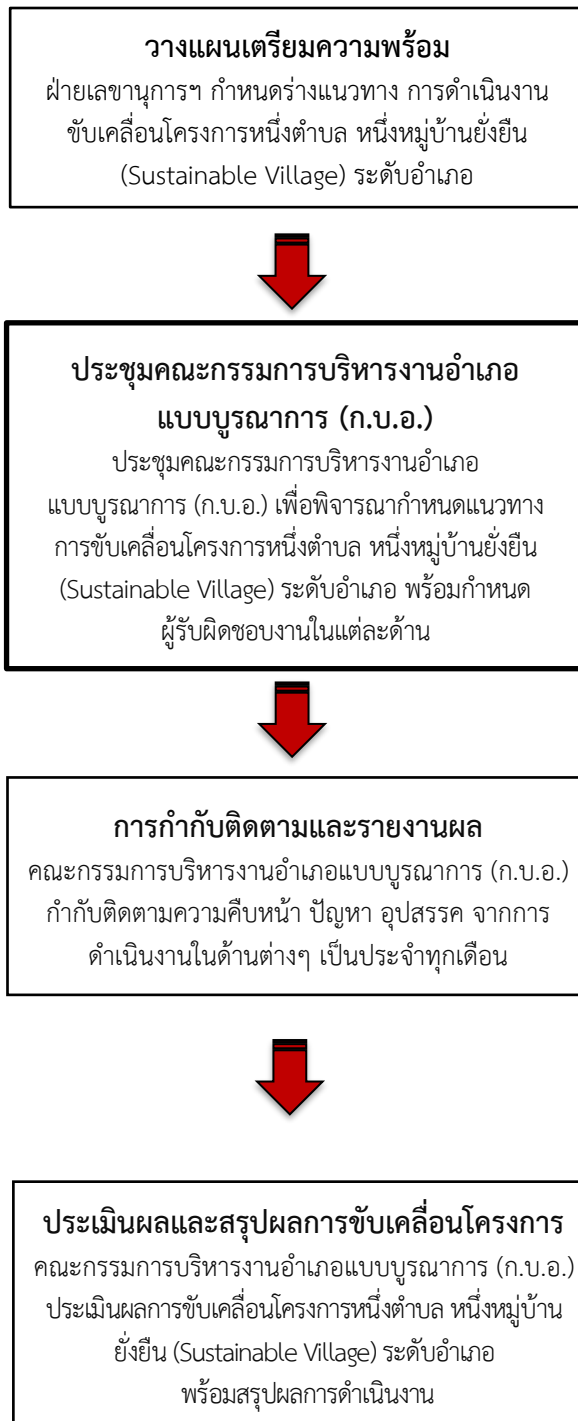 วางแผนเตรียมความพร้อม
ฝ่ายเลขานุการฯ กำหนดร่างแนวทาง การดำเนินงาน
ขับเคลื่อนโครงการหนึ่งตำบล หนึ่งหมู่บ้านยั่งยืน
(Sustainable Village) ระดับอำเภอ
ประชุมคณะกรรมการบริหารงานอำเภอ
แบบบูรณาการ (ก.บ.อ.)
ประชุมคณะกรรมการบริหารงานอำเภอ
แบบบูรณาการ (ก.บ.อ.) เพื่อพิจารณากำหนดแนวทาง
การขับเคลื่อนโครงการหนึ่งตำบล หนึ่งหมู่บ้านยั่งยืน
(Sustainable Village) ระดับอำเภอ พร้อมกำหนด
ผู้รับผิดชอบงานในแต่ละด้าน
การกำกับติดตามและรายงานผล
คณะกรรมการบริหารงานอำเภอแบบบูรณาการ (ก.บ.อ.)
กำกับติดตามความคืบหน้า ปัญหา อุปสรรค จากการ
ดำเนินงานในด้านต่างๆ เป็นประจำทุกเดือน
ประเมินผลและสรุปผลการขับเคลื่อนโครงการ
คณะกรรมการบริหารงานอำเภอแบบบูรณาการ (ก.บ.อ.)
ประเมินผลการขับเคลื่อนโครงการหนึ่งตำบล หนึ่งหมู่บ้าน
ยั่งยืน (Sustainable Village) ระดับอำเภอ
พร้อมสรุปผลการดำเนินงาน